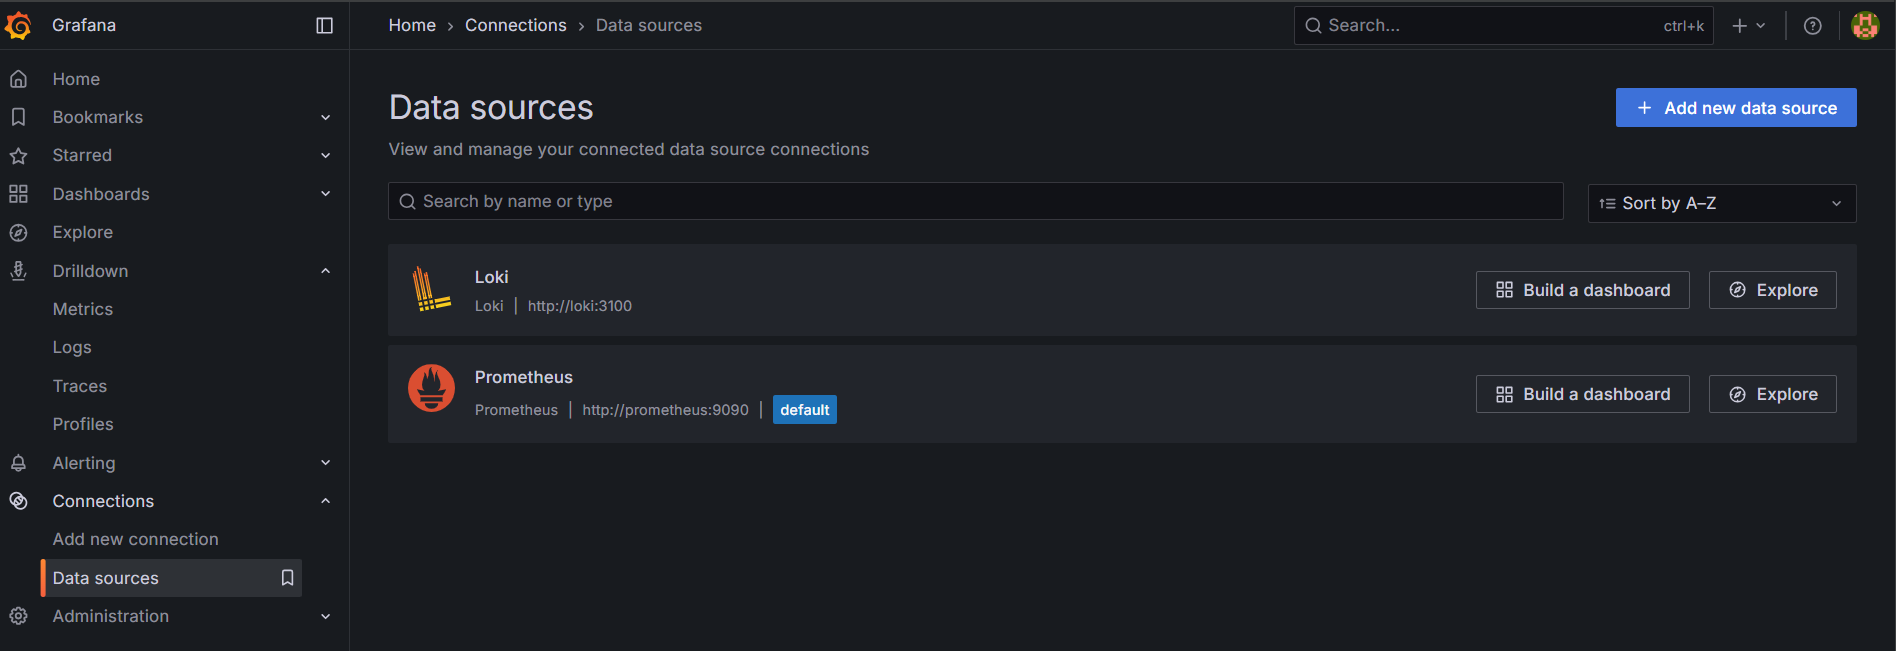 Grafana
Home › Connections › Data sources
Search... ctrl+k
Home
Bookmarks
Starred
Dashboards
Explore
Drilldown
Metrics
Logs
Traces
Profiles
Alerting
Connections
Add new connection
Data sources
Administration
Data sources
Add new data source
View and manage your connected data source connections
Search by name or type
Sort by A–Z
Loki
Loki | http://loki:3100
Build a dashboard
Explore
Prometheus
Prometheus | http://prometheus:9090 | default
Build a dashboard
Explore